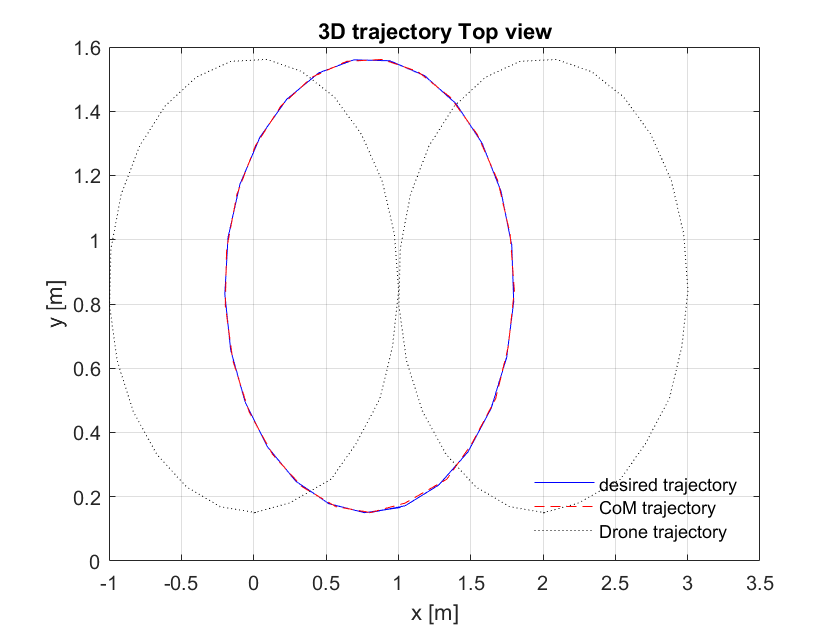 3D trajectory Top view
1.6
1.4
1.2
1
0.8
0.6
0.4
0.2
0
y [m]
desired trajectory
CoM trajectory
Drone trajectory
-1 -0.5 0 0.5 1 1.5 2 2.5 3 3.5
x [m]